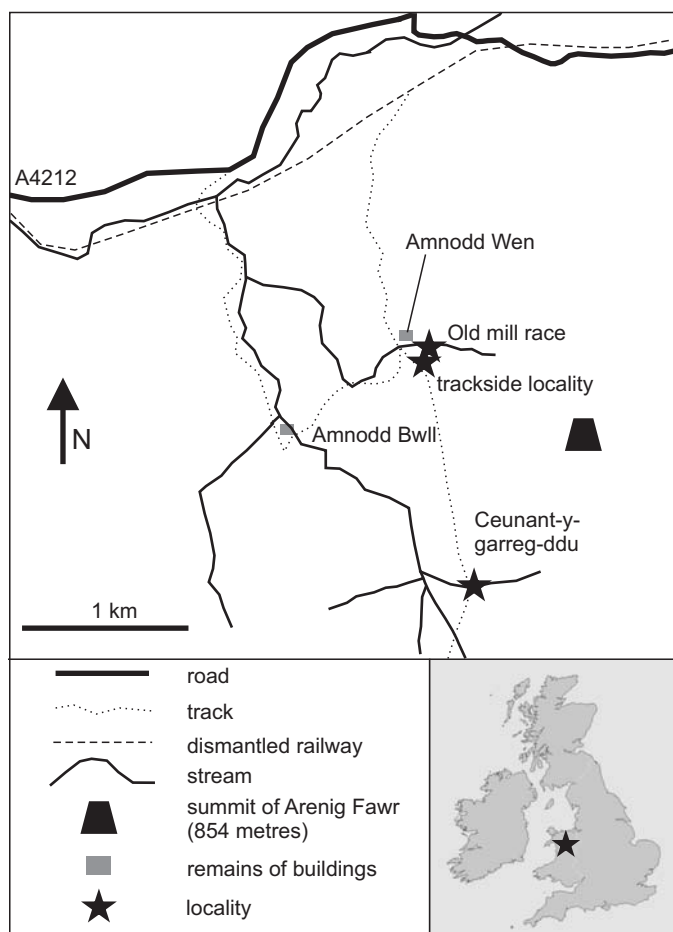 A4212
Amnodd Wen
Old mill race
trackside locality
N
Amnodd Bwll
Ceunant-y-
garreg-ddu
1 km
road
track
dismantled railway
stream
summit of Arenig Fawr
(854 metres)
remains of buildings
locality